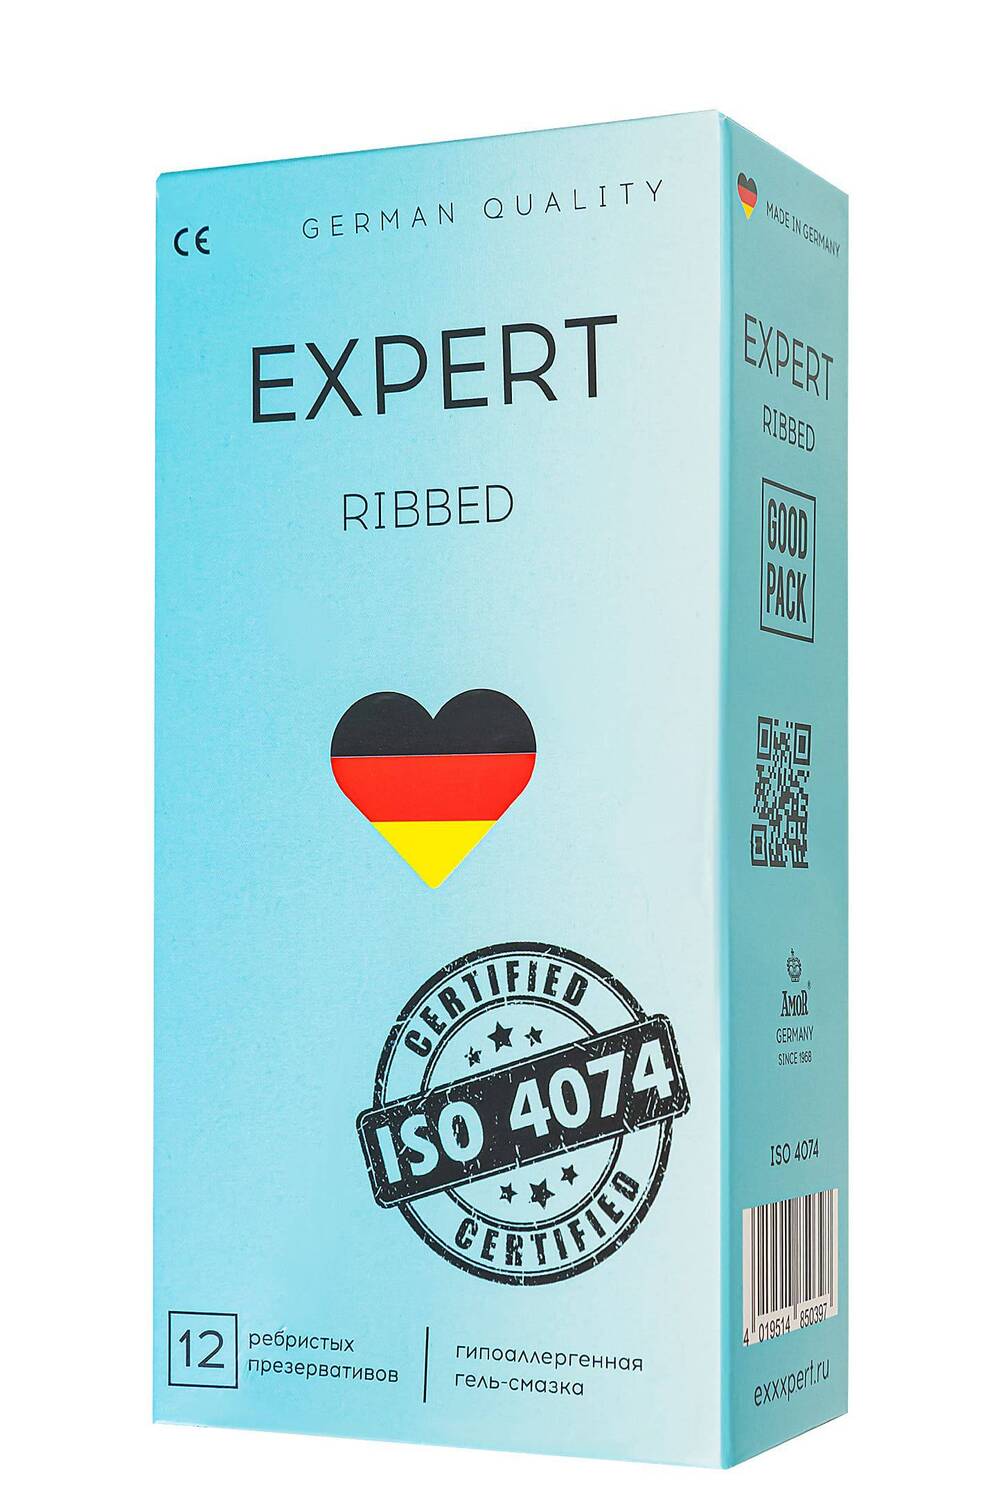 CE
GERMAN QUALITY
EXPERT
RIBBED
CERTIFIED
ISO 4074
CERTIFIED
12
ребристых
презервативов
гипоаллергенная
гель-смазка
MADE IN GERMANY
EXPERT
RIBBED
GOOD
PACK
AMOR®
GERMANY
SINCE 1968
ISO 4074
4 019514 850397
exxxpert.ru